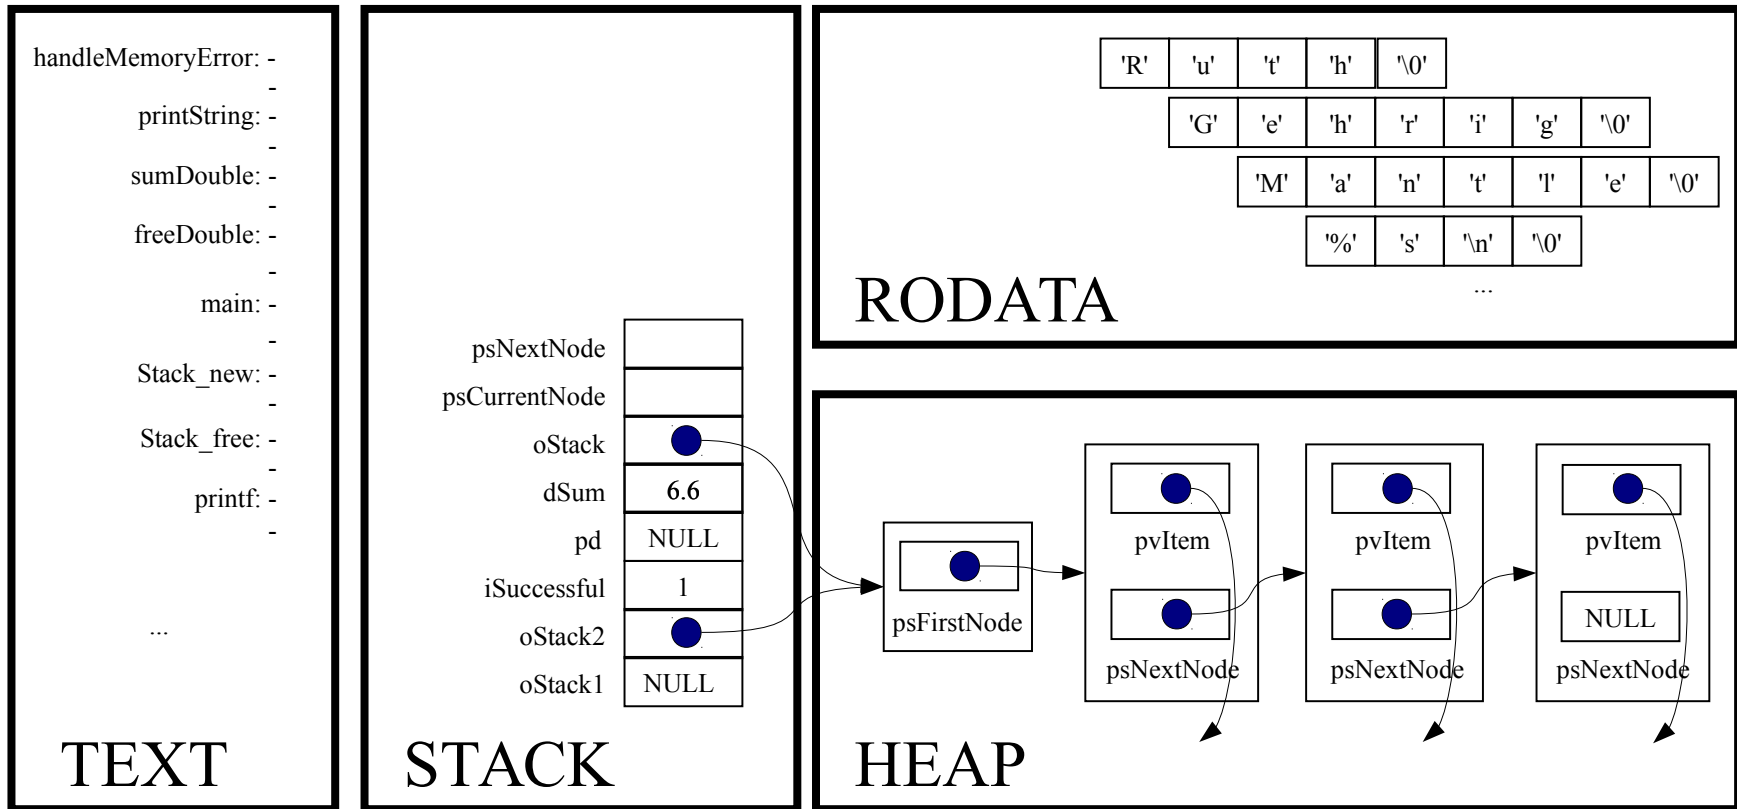 handleMemoryError: -
-
printString: -
-
sumDouble: -
-
freeDouble: -
-
main: -
-
Stack_new: -
-
Stack_free: -
-
printf: -
-
...
TEXT
psNextNode
psCurrentNode
oStack
dSum 6.6
pd NULL
iSuccessful 1
oStack2
oStack1 NULL
STACK
'R' 'u' 't' 'h' '\0'
'G' 'e' 'h' 'r' 'i' 'g' '\0'
'M' 'a' 'n' 't' 'l' 'e' '\0'
'%' 's' '\n' '\0'
...
RODATA
pvItem pvItem pvItem
psFirstNode NULL
psNextNode psNextNode psNextNode
HEAP